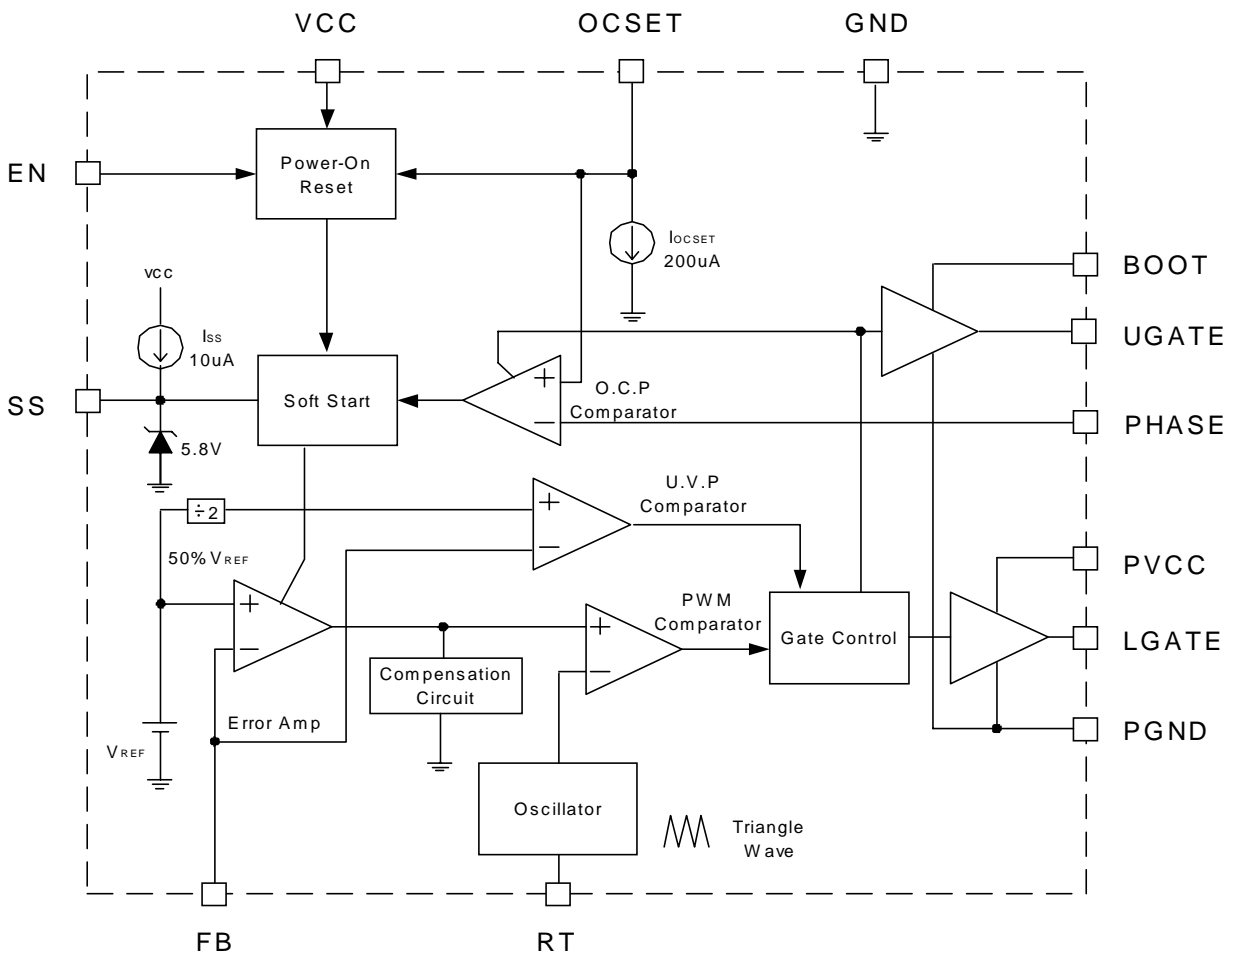 VCC
OCSET
GND
EN
Power-On
Reset
IOCSET
200uA
BOOT
UGATE
PHASE
vcc
ISS
10uA
SS
Soft Start
+
−
O.C.P
Comparator
5.8V
÷2
50%VREF
+
−
U.V.P
Comparator
PVCC
LGATE
PGND
+
−
Error Amp
VREF
Compensation
Circuit
+
−
PWM
Comparator
Gate Control
Oscillator
Triangle
Wave
FB
RT